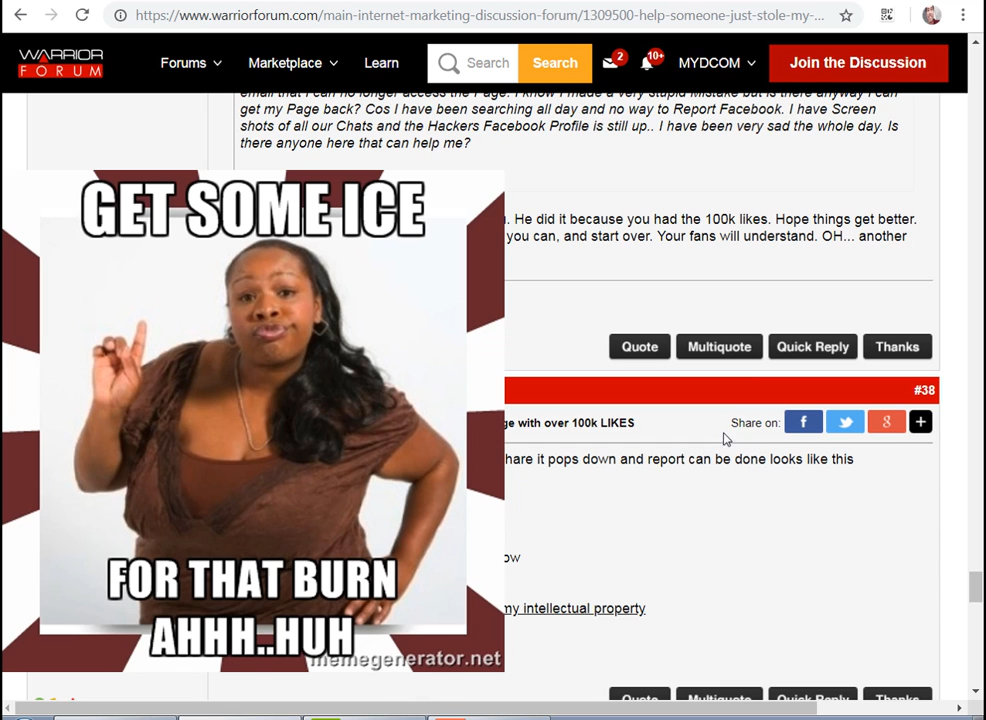 https://www.warriorforum.com/main-internet-marketing-discussion-forum/1309500-help-someone-just-stole-my-...
WARRIOR
FORUM
Forums
Marketplace
Learn
Search
Search
2
10+
MYDCOM
Join the Discussion
email that I can no longer access the Page. I know I made a very stupid Mistake but is there anyway I can
get my Page back? Cos I have been searching all day and no way to Report Facebook. I have Screen
shots of all our Chats and the Hackers Facebook Profile is still up.. I have been very sad the whole day. Is
there anyone here that can help me?
GET SOME ICE
. He did it because you had the 100k likes. Hope things get better.
you can, and start over. Your fans will understand. OH... another
Quote Multiquote Quick Reply Thanks
#38
ge with over 100k LIKES
Share on: f 8 +
hare it pops down and report can be done looks like this
ow
FOR THAT BURN
my intellectual property
AHHH..HUH
memegenerator.net
Quote Multiquote Quick Reply Thanks